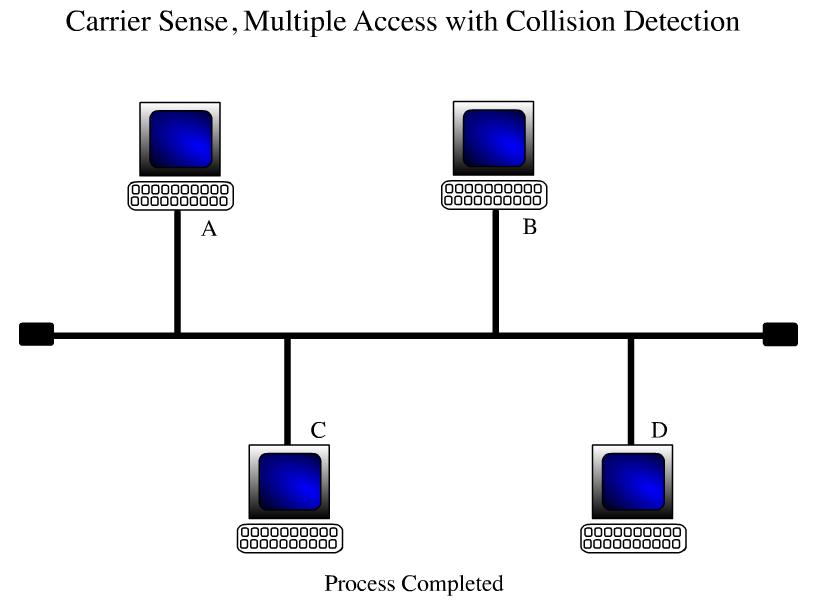 Carrier Sense, Multiple Access with Collision Detection
A
B
C
D
Process Completed